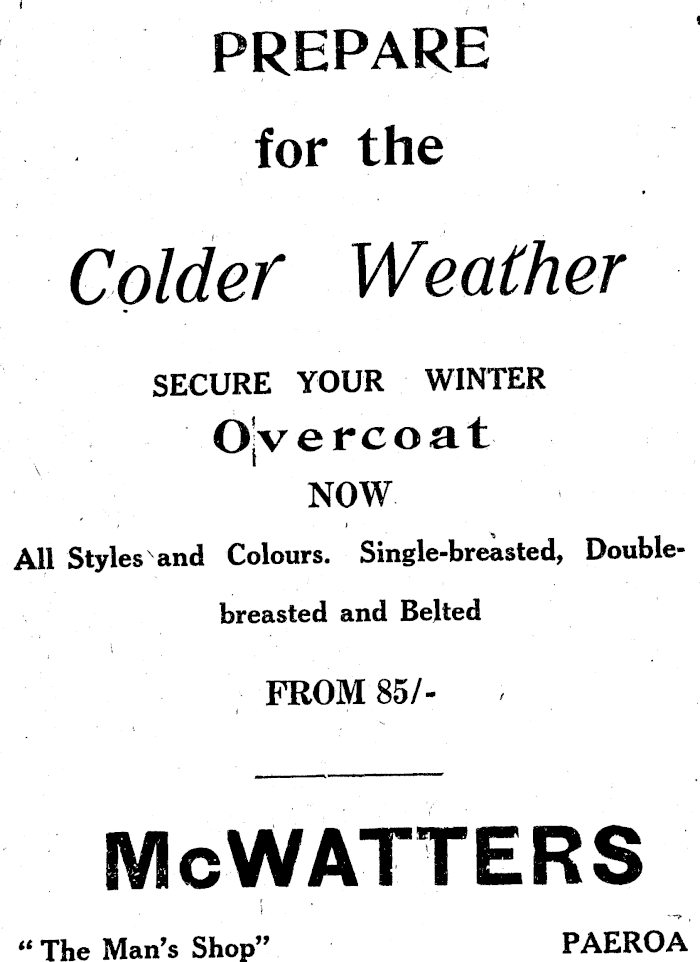 PREPARE
for the
Colder Weather
SECURE YOUR WINTER
Overcoat
NOW
All Styles and Colours. Single-breasted, Double-
breasted and Belted
FROM 85/-
McWATTERS
“The Man's Shop” PAEROA